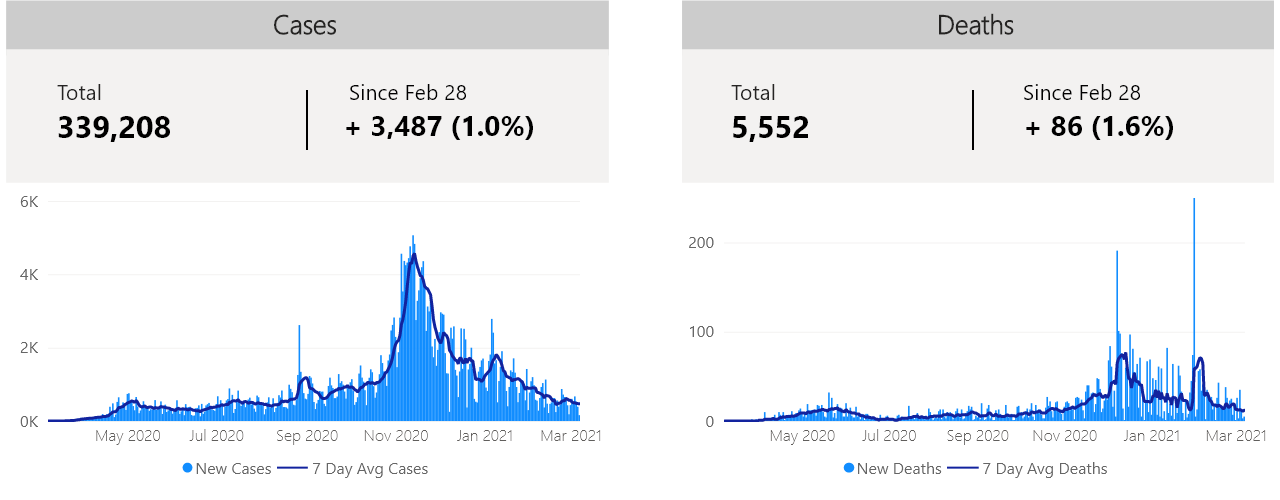 Cases
Total
Since Feb 28
339,208
+ 3,487 (1.0%)
6K
4K
2K
0K
May 2020
Jul 2020
Sep 2020
Nov 2020
Jan 2021
Mar 2021
New Cases
7 Day Avg Cases
Deaths
Total
Since Feb 28
5,552
+ 86 (1.6%)
200
100
0
May 2020
Jul 2020
Sep 2020
Nov 2020
Jan 2021
Mar 2021
New Deaths
7 Day Avg Deaths